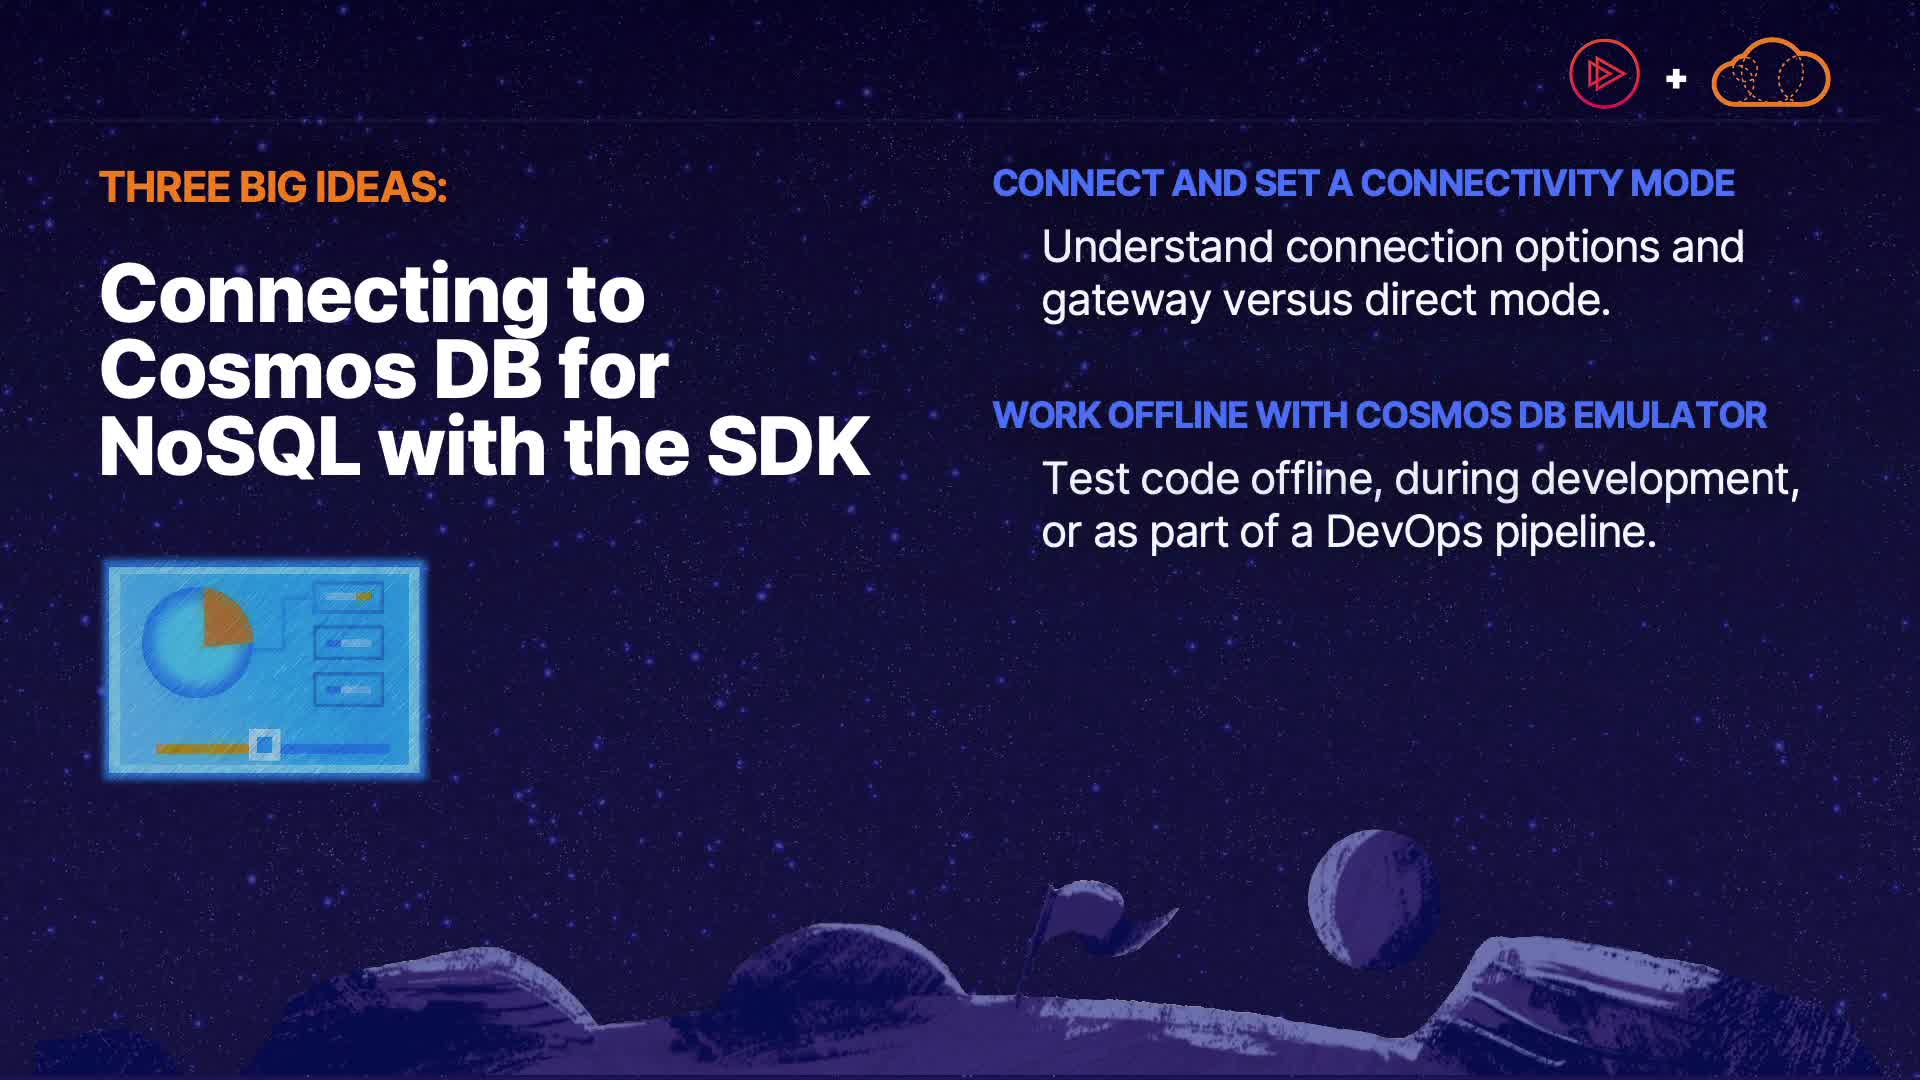 THREE BIG IDEAS:
Connecting to
Cosmos DB for
NoSQL with the SDK
CONNECT AND SET A CONNECTIVITY MODE
Understand connection options and
gateway versus direct mode.
WORK OFFLINE WITH COSMOS DB EMULATOR
Test code offline, during development,
or as part of a DevOps pipeline.